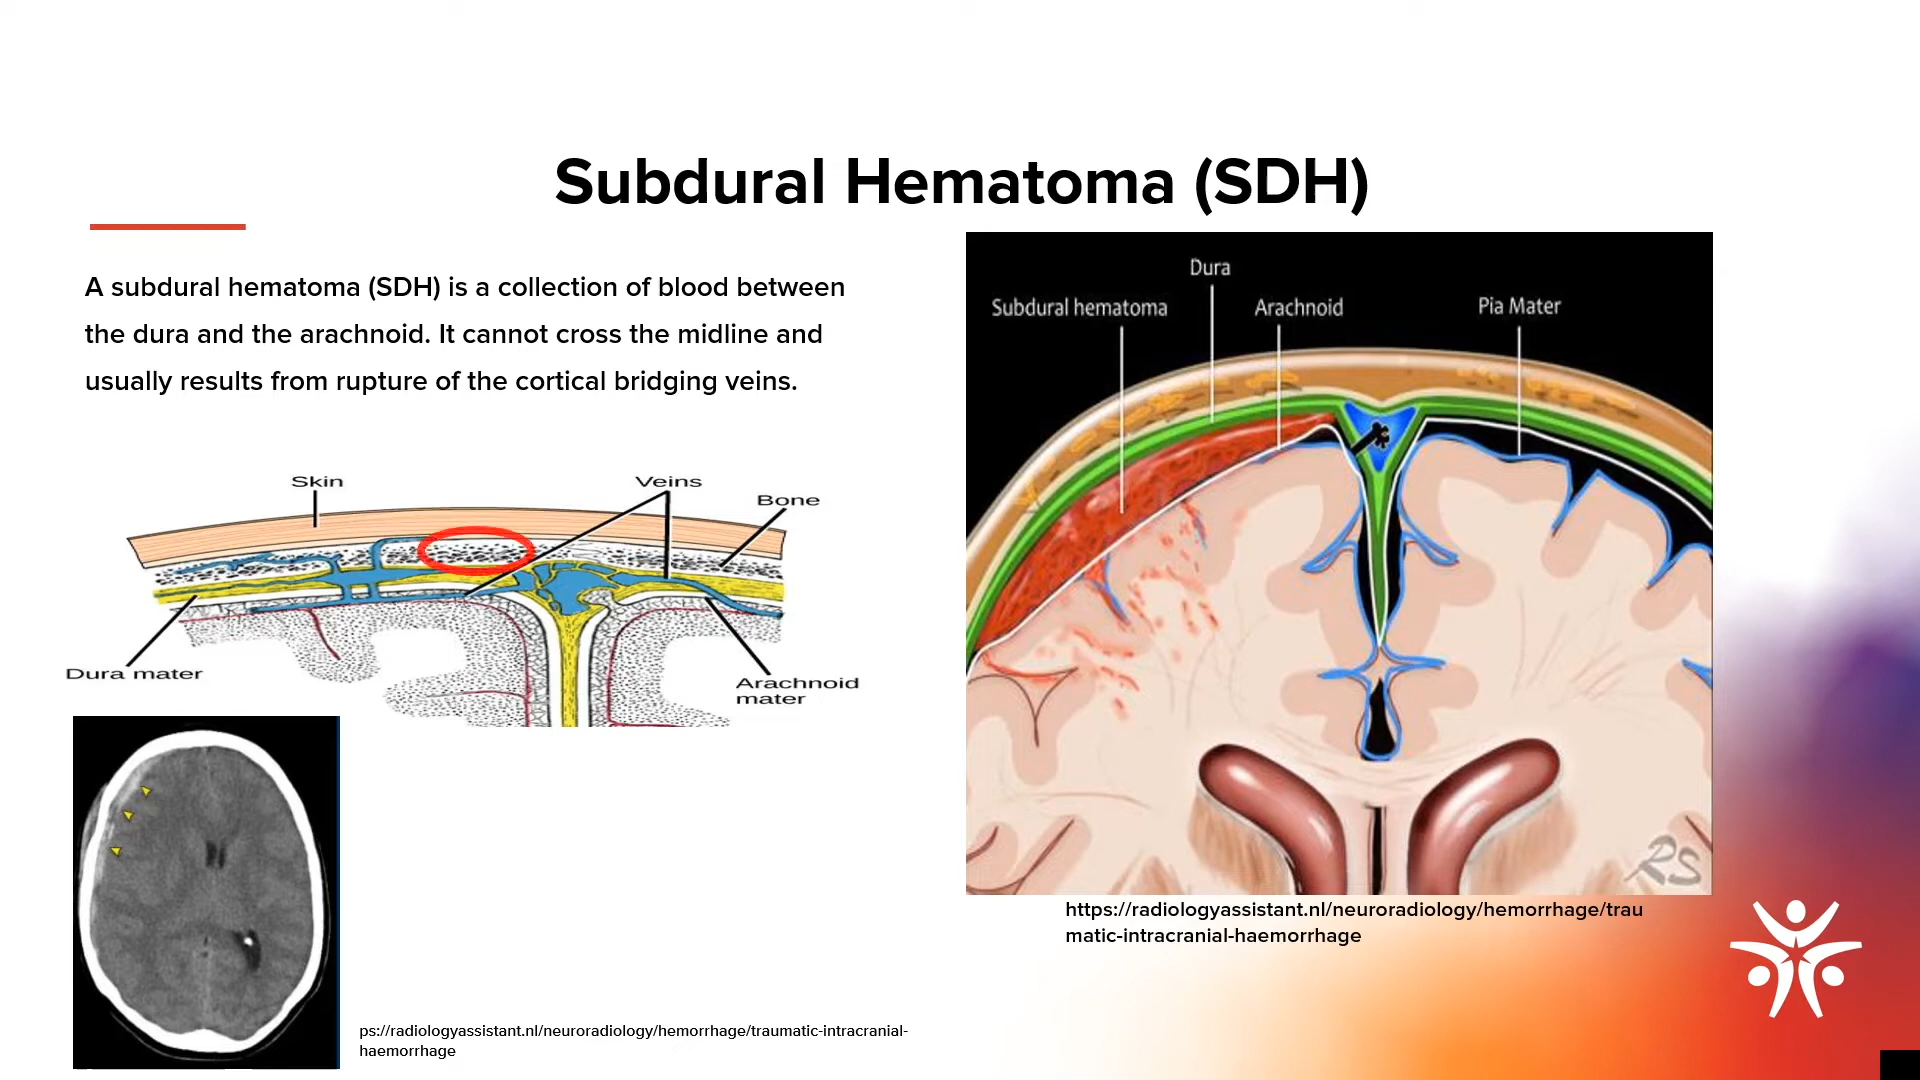 Subdural Hematoma (SDH)
A subdural hematoma (SDH) is a collection of blood between
the dura and the arachnoid. It cannot cross the midline and
usually results from rupture of the cortical bridging veins.
Skin
Veins
Bone
Dura mater
Arachnoid
mater
Dura
Subdural hematoma
Arachnoid
Pia Mater
RS
https://radiologyassistant.nl/neuroradiology/hemorrhage/trau
matic-intracranial-haemorrhage
ps://radiologyassistant.nl/neuroradiology/hemorrhage/traumatic-intracranial-
haemorrhage